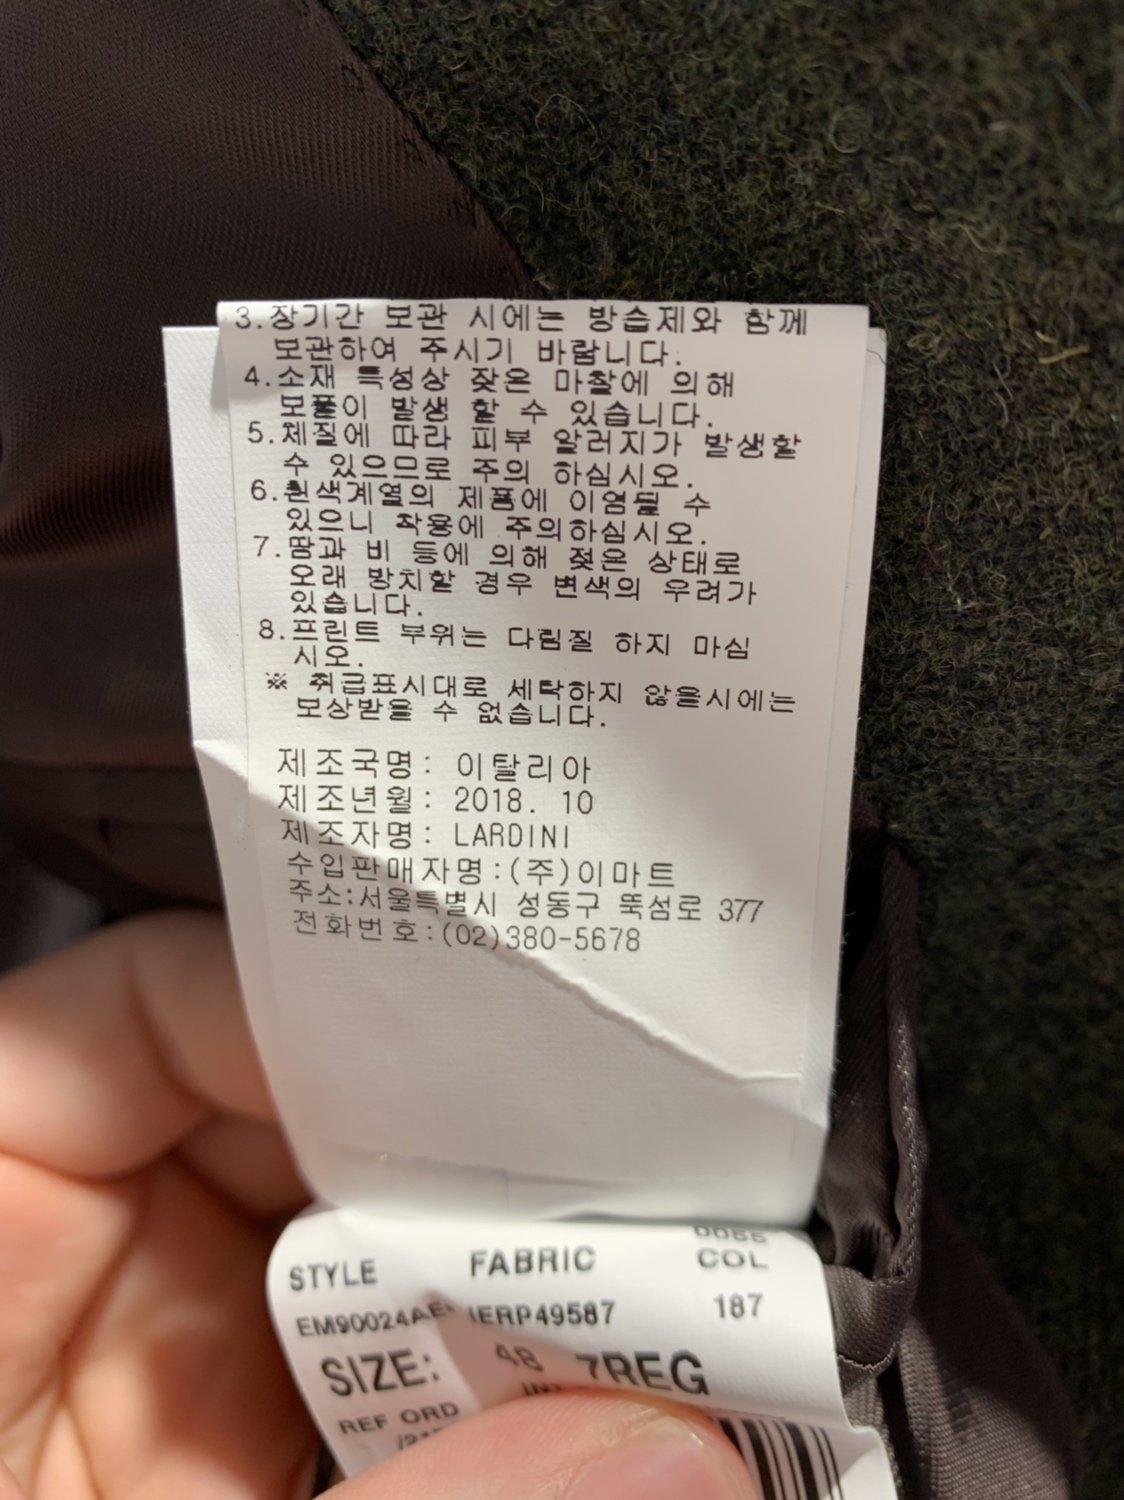 3.장기간 보관 시에는 방습제와 함께
보관하여 주시기 바랍니다.
4.소재 특성상 잦은 마찰에 의해
보풀이 발생 할 수 있습니다.
5.체질에 따라 피부 알러지가 발생할
수 있으므로 주의 하십시오.
6.흰색계열의 제품에 이염될 수
있으니 착용에 주의하십시오.
7.땀과 비 등에 의해 젖은 상태로
오래 방치할 경우 변색의 우려가
있습니다.
8.프린트 부위는 다림질 하지 마십
시오.
※ 취급표시대로 세탁하지 않을시에는
보상받을 수 없습니다.
제조국명: 이탈리아
제조년월: 2018. 10
제조자명: LARDINI
수입판매자명:(주)이마트
주소:서울특별시 성동구 뚝섬로 377
전화번호:(02)380-5678
STYLE FABRIC COL
IERP49587 187
SIZE: 48 7REG
REF ORD